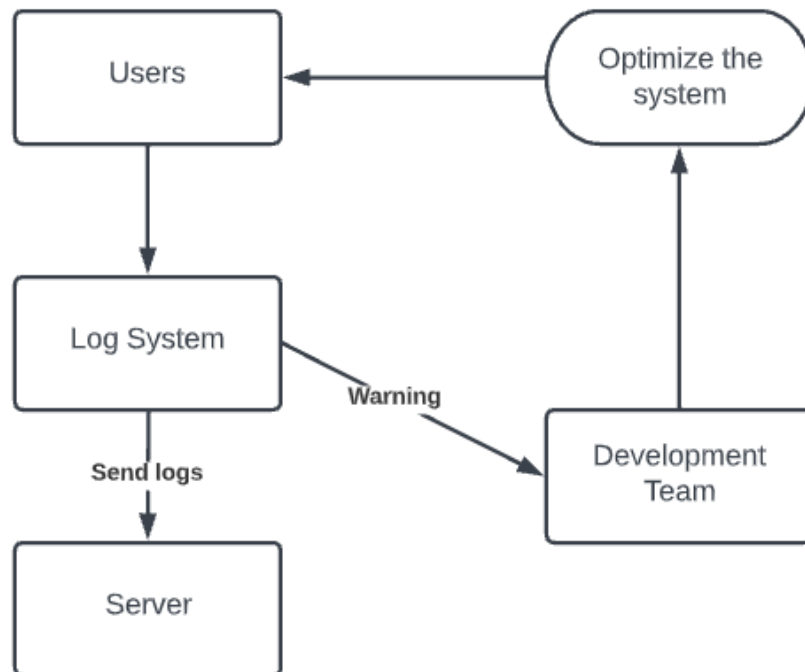 Users
Optimize the
system
Log System
Warning
Development
Team
Send logs
Server